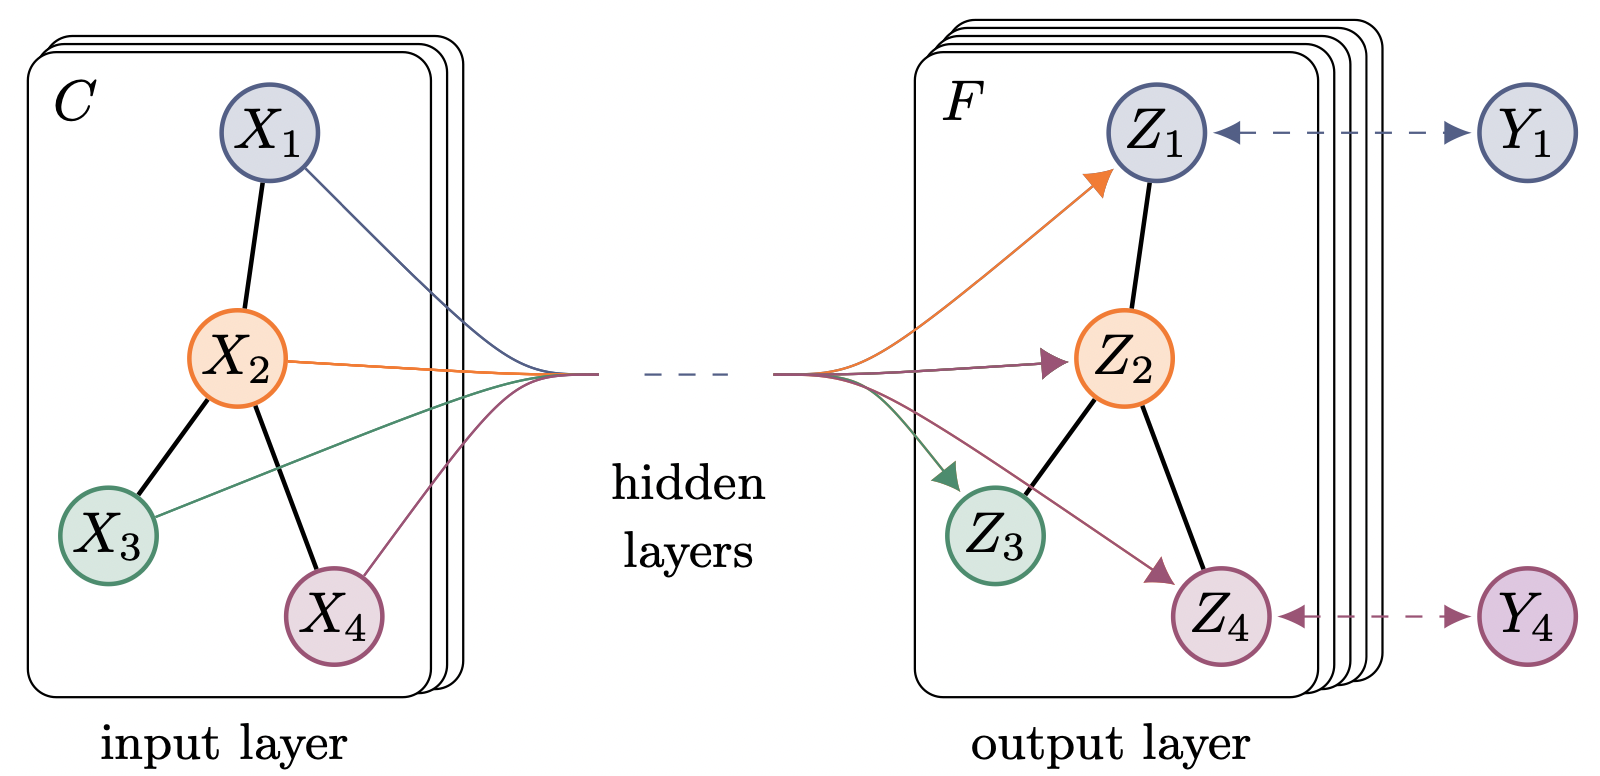 C
X₁
X₂
X₃
X₄
input layer
hidden
layers
F
Z₁
Z₂
Z₃
Z₄
output layer
Y₁
Y₄